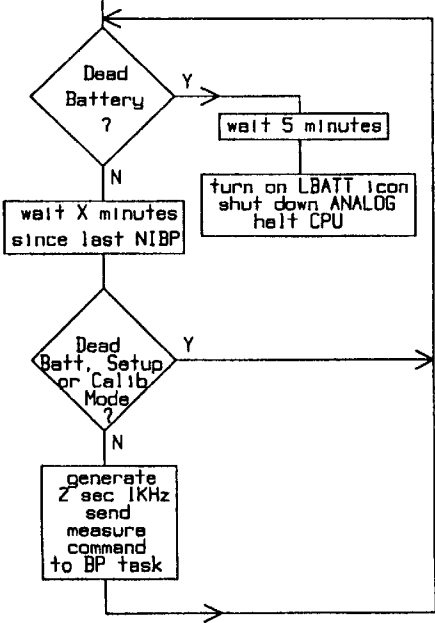 Dead
Battery
?
Y
wait 5 minutes
turn on LBATT icon
shut down ANALOG
halt CPU
N
wait X minutes
since last NIBP
Dead
Batt, Setup
or Calib
Mode
?
Y
N
generate
2 sec 1KHz
send
measure
command
to BP task